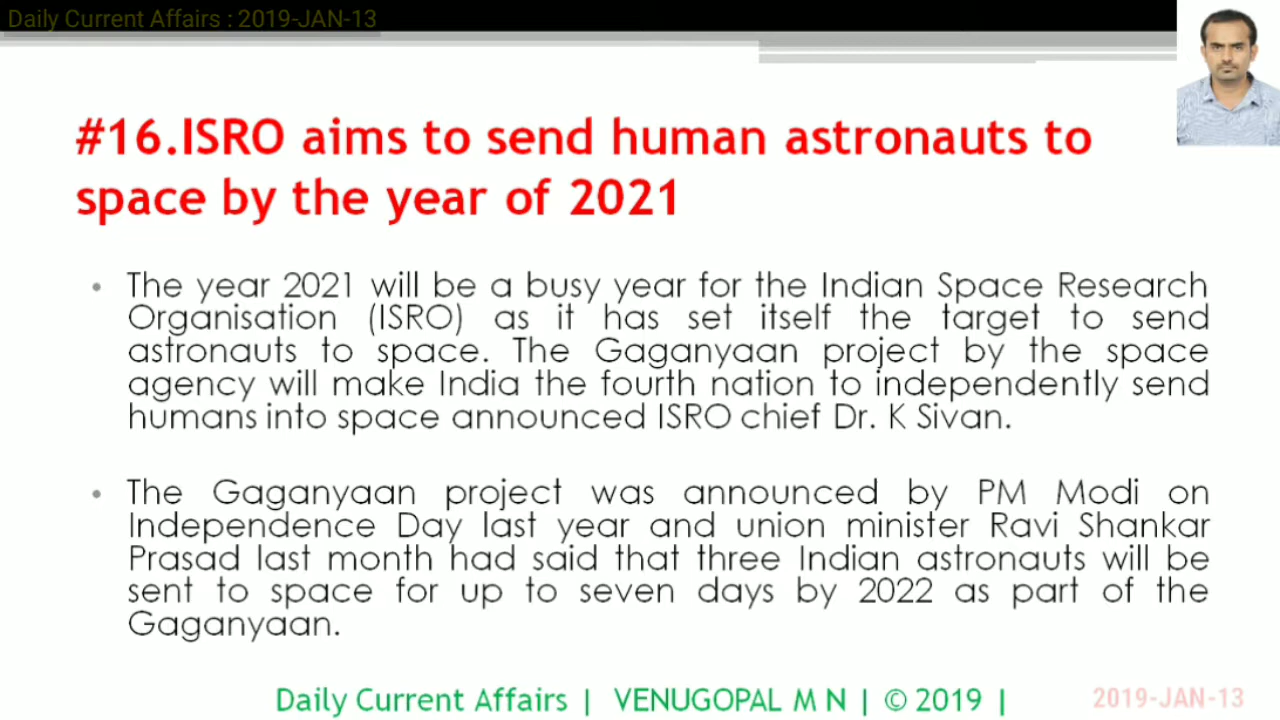 Daily Current Affairs : 2019-JAN-13
#16.ISRO aims to send human astronauts to
space by the year of 2021
• The year 2021 will be a busy year for the Indian Space Research
Organisation (ISRO) as it has set itself the target to send
astronauts to space. The Gaganyaan project by the space
agency will make India the fourth nation to independently send
humans into space announced ISRO chief Dr. K Sivan.
• The Gaganyaan project was announced by PM Modi on
Independence Day last year and union minister Ravi Shankar
Prasad last month had said that three Indian astronauts will be
sent to space for up to seven days by 2022 as part of the
Gaganyaan.
Daily Current Affairs | VENUGOPAL M N | © 2019 | 2019-JAN-13